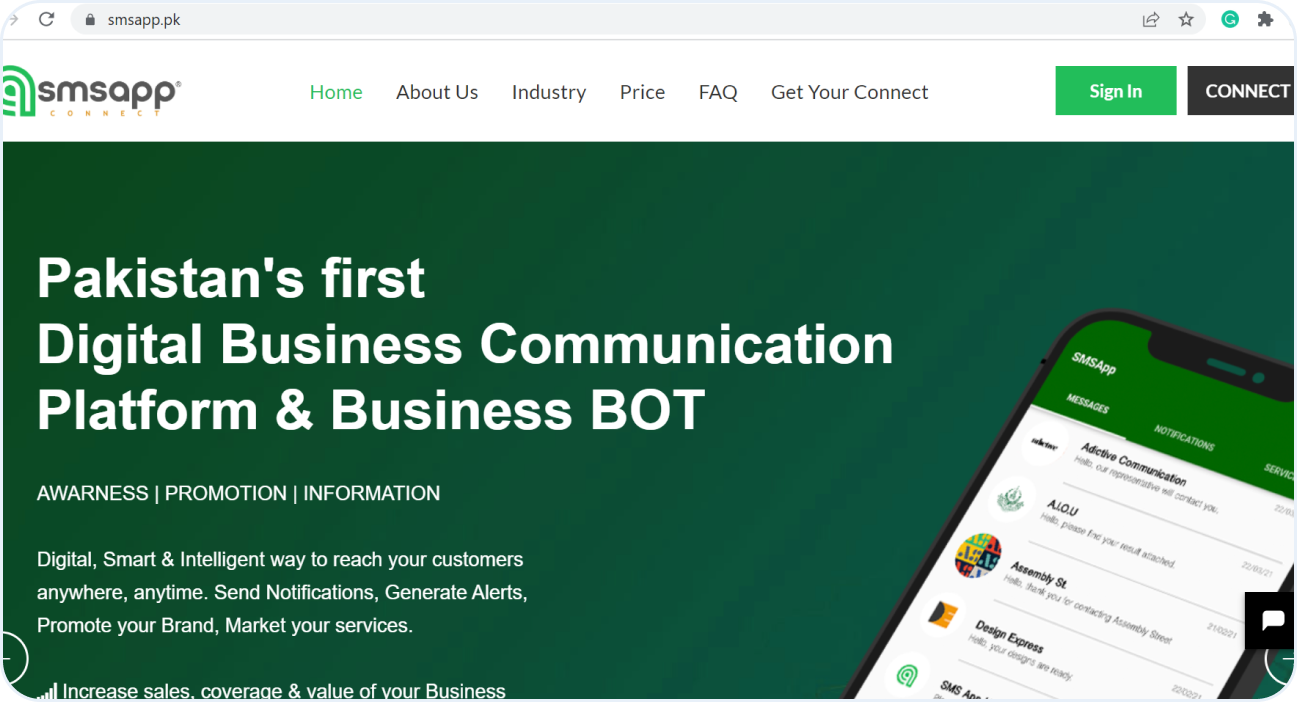 smsapp.pk
smsapp®
CONNECT
Home About Us Industry Price FAQ Get Your Connect Sign In CONNECT
Pakistan's first
Digital Business Communication
Platform & Business BOT
AWARNESS | PROMOTION | INFORMATION
Digital, Smart & Intelligent way to reach your customers
anywhere, anytime. Send Notifications, Generate Alerts,
Promote your Brand, Market your services.
Increase sales, coverage & value of your Business
SMSApp
MESSAGES NOTIFICATIONS
Adictive Communication
Hello, our representative will contact you.
A.I.O.U
Hello, please find your result attached.
22/03/21
Assembly St.
Hello, thank you for contacting Assembly Street
21/02/21
Design Express
Hello, your designs are ready.
22/02/21
SMS App